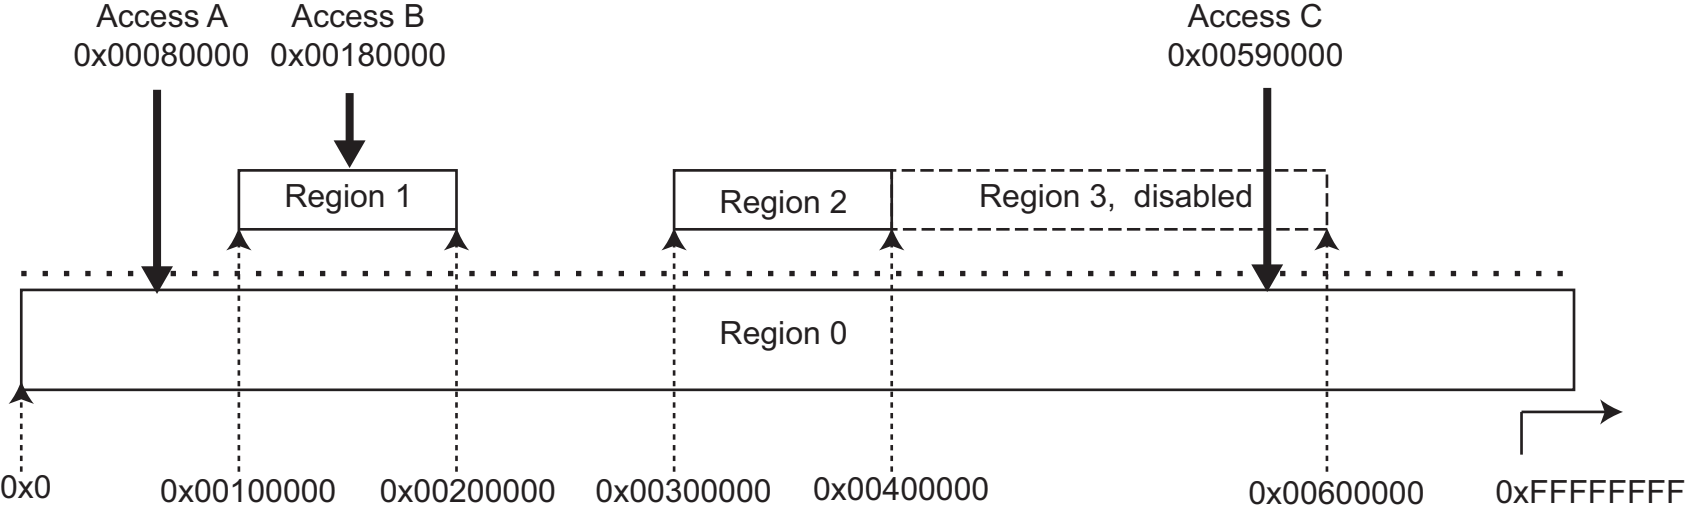 Access A
0x00080000
Access B
0x00180000
Access C
0x00590000
Region 1
Region 2
Region 3, disabled
Region 0
0x0
0x00100000
0x00200000
0x00300000
0x00400000
0x00600000
0xFFFFFFFF